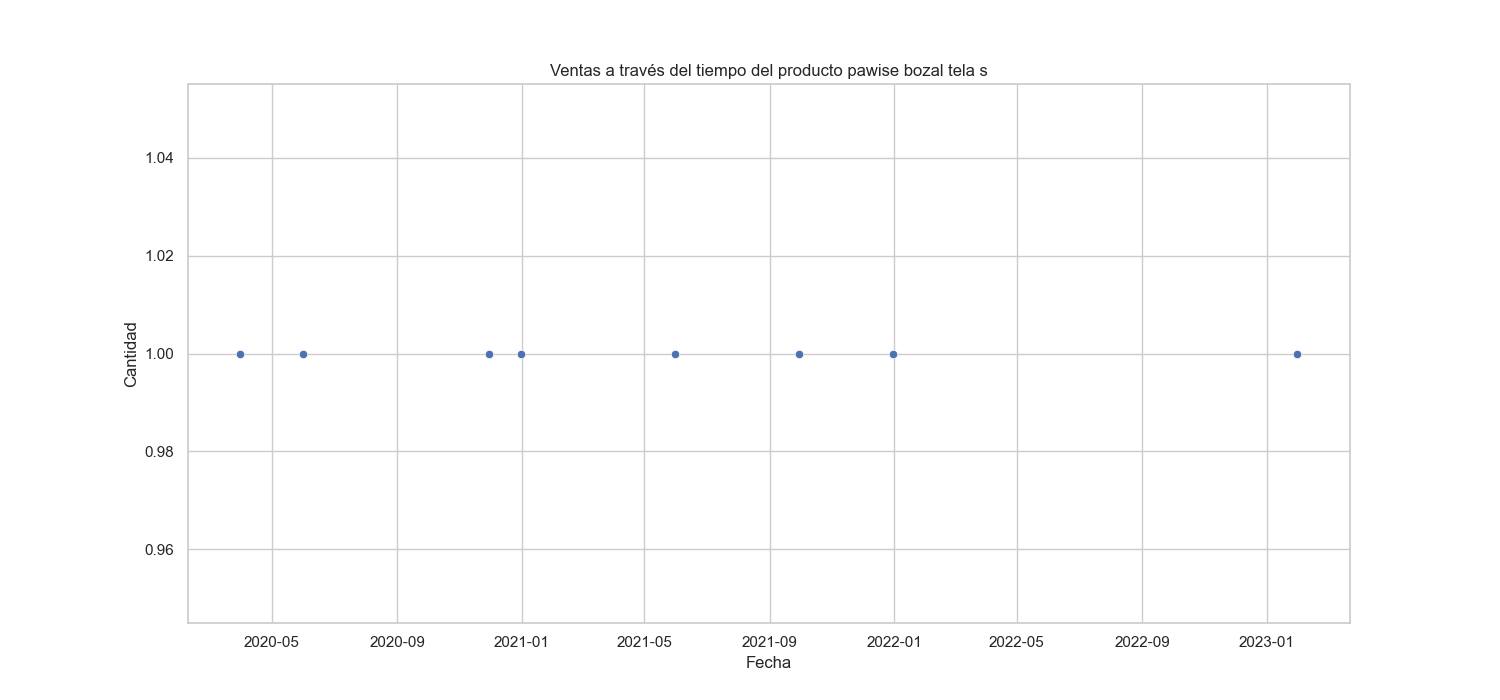 Ventas a través del tiempo del producto pawise bozal tela s
1.04
1.02
1.00
0.98
0.96
Cantidad
2020-05 2020-09 2021-01 2021-05 2021-09 2022-01 2022-05 2022-09 2023-01
Fecha